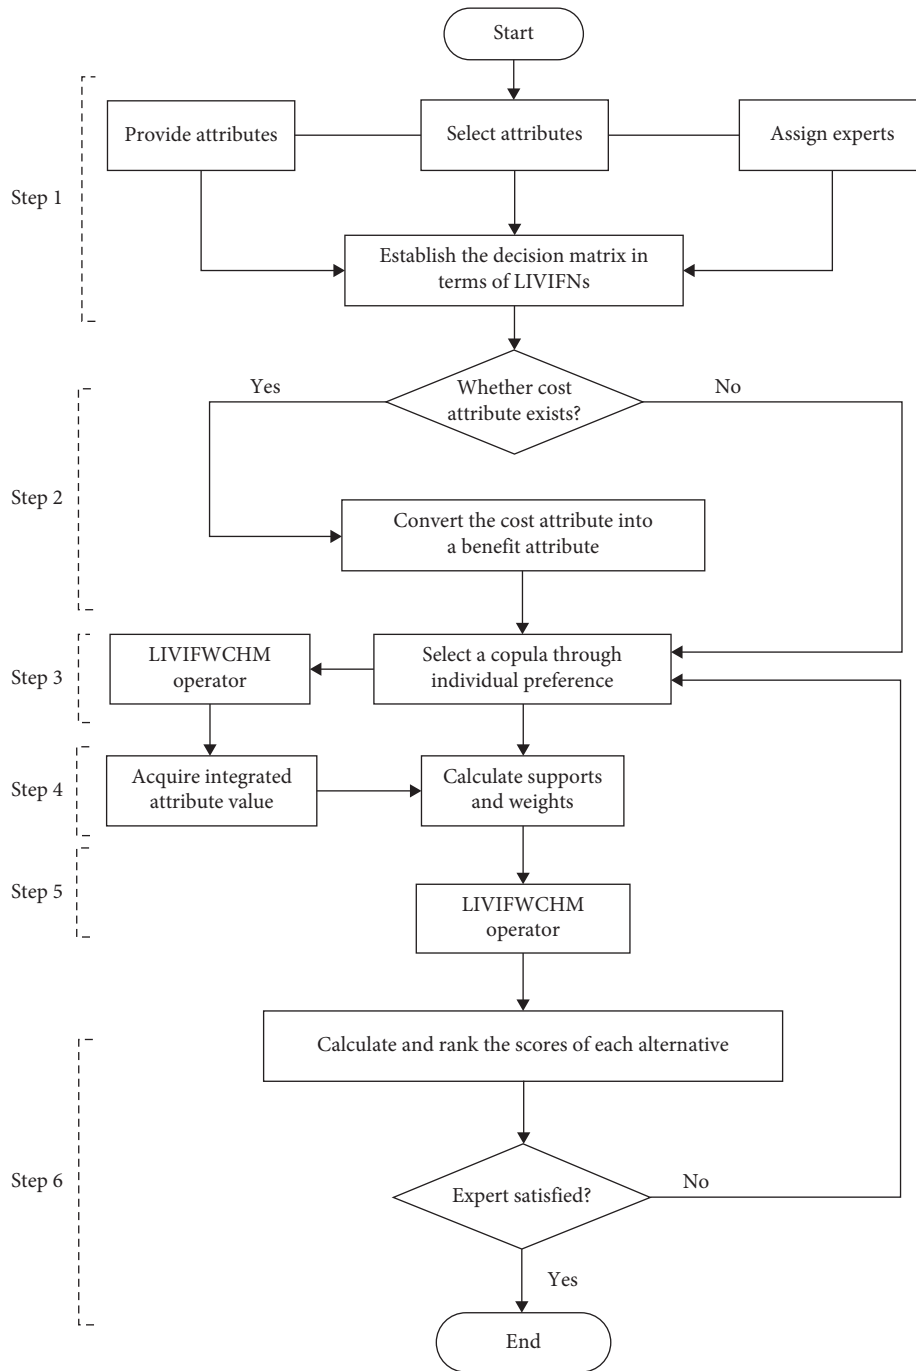 Start
Provide attributes
Select attributes
Assign experts
Step 1
Establish the decision matrix in
terms of LIVIFNs
Yes
Whether cost
attribute exists?
No
Step 2
Convert the cost attribute into
a benefit attribute
Step 3
LIVIFWCHM
operator
Select a copula through
individual preference
Step 4
Acquire integrated
attribute value
Calculate supports
and weights
Step 5
LIVIFWCHM
operator
Calculate and rank the scores of each alternative
Step 6
Expert satisfied?
No
Yes
End